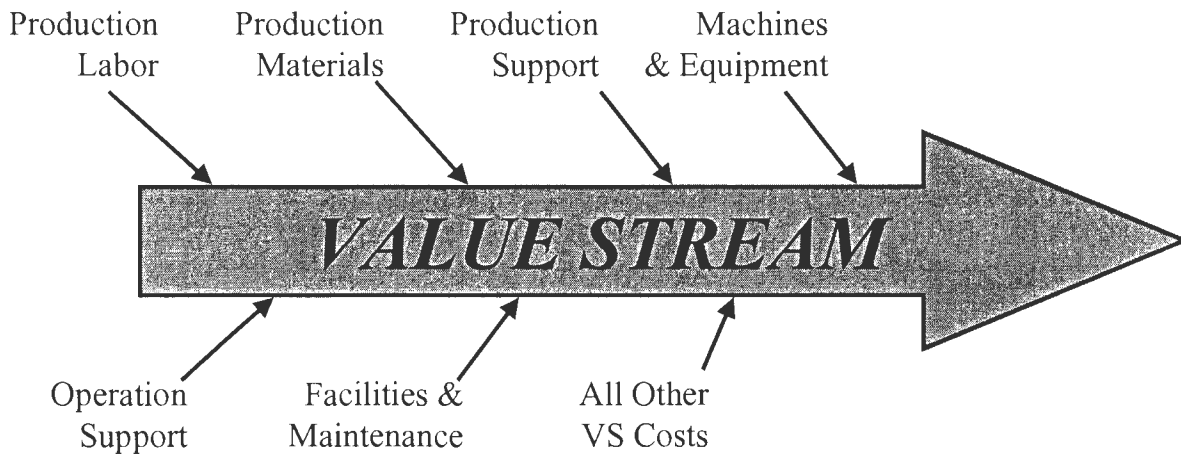 Production
Labor
Production
Materials
Production
Support
Machines
& Equipment
VALUE STREAM
Operation
Support
Facilities &
Maintenance
All Other
VS Costs